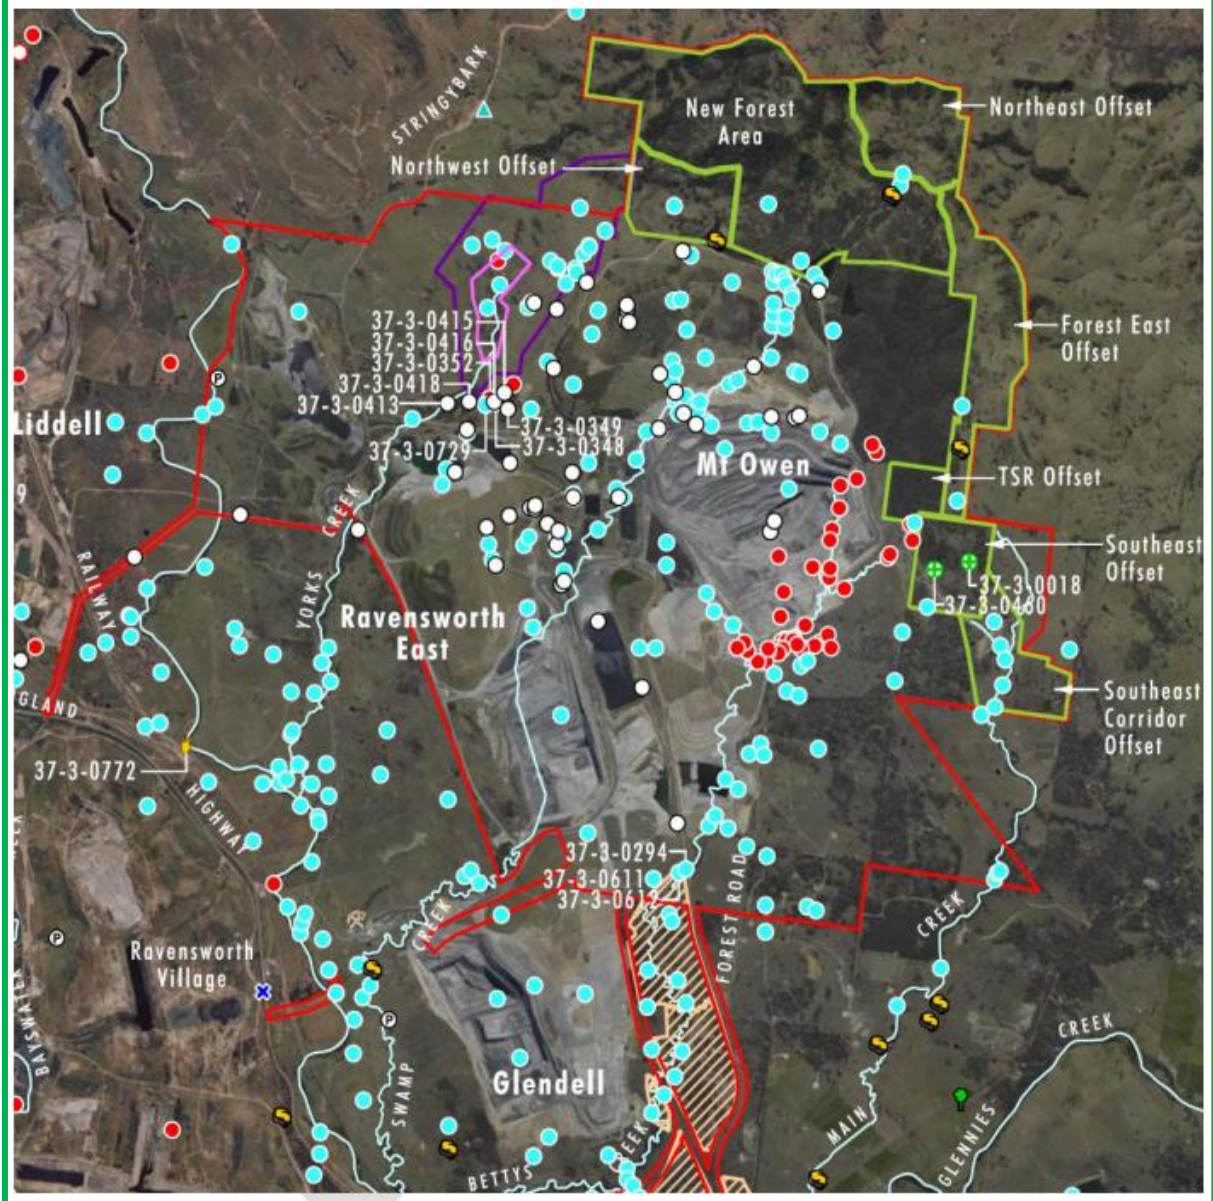 STRINGYBARK
New Forest
Area
Northeast Offset
Northwest Offset
Forest East
Offset
37-3-0415
37-3-0416
37-3-0352
37-3-0418
37-3-0413
37-3-0349
37-3-0348
37-3-0729
Liddell
9
Mt Owen
TSR Offset
Southeast
Offset
37-3-0018
37-3-0480
CREEK
YORKS
RAILWAY
Ravensworth
East
Southeast
Corridor
Offset
GLAND
37-3-0772
HIGHWAY
37-3-0294
37-3-0611
37-3-0612
FOREST ROAD
CREEK
CREEK
Ravensworth
Village
P
P
P
BAYSWATER
CREEK
SWAMP
Glendell
MAIN
GLENNIES
BETTYS
CREEK